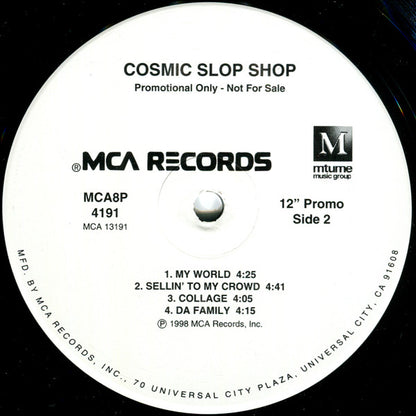 COSMIC SLOP SHOP
Promotional Only - Not For Sale
® MCA RECORDS
M
mtume
music group
MCA8P
4191
MCA 13191
12” Promo
Side 2
1. MY WORLD 4:25
2. SELLIN' TO MY CROWD 4:41
3. COLLAGE 4:05
4. DA FAMILY 4:15
℗ 1998 MCA Records, Inc.
MFD. BY MCA RECORDS, INC., 70 UNIVERSAL CITY PLAZA, UNIVERSAL CITY, CA 91608